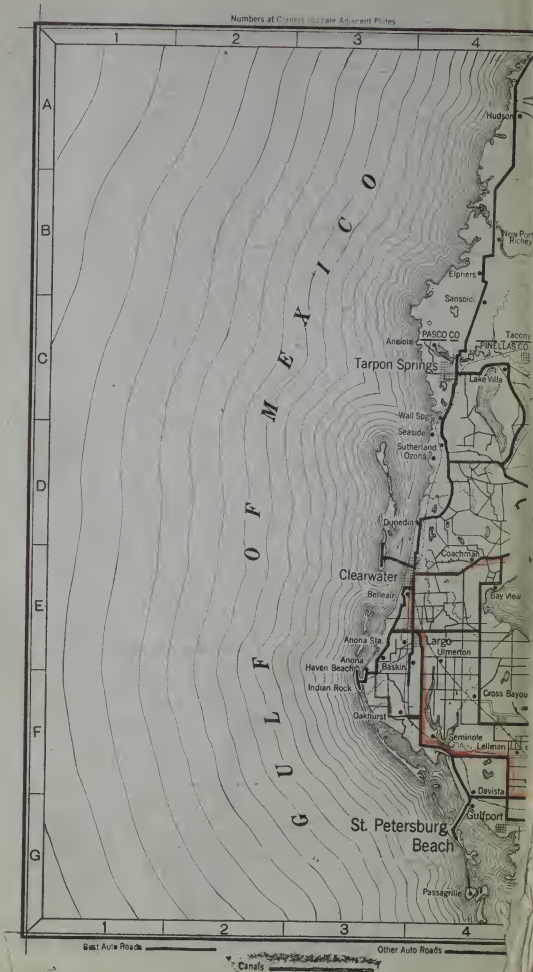 Numbers at Corners Indicate Adjacent Plates
1 2 3 4
A
Hudson
B
New Port
Richey
Elphers
Sansoic
C
Anclote
PASCO CO
Tacony
PINELLAS CO
Tarpon Springs
Lake Villa
Wall Spg
Seaside
Sutherland
Ozona
D
Dunedin
Coachman
Clearwater
E
Belleair
Bay View
Anona Sta.
Largo
Ulmerton
Anona
Haven Beach
Baskin
Indian Rock
Cross Bayou
F
Oakhurst
Seminole
Lellman
Davista
Gulfport
St. Petersburg
Beach
G
Passagrille
GULF OF MEXICO
1 2 3 4
Best Auto Roads
Other Auto Roads
Canals